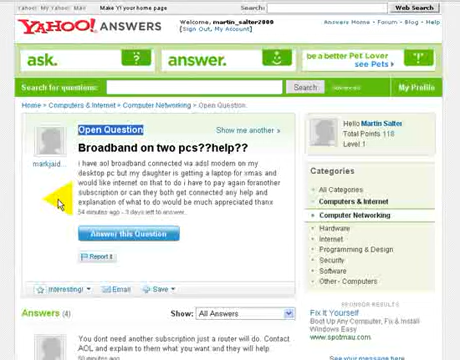 Yahoo! My Yahoo! Mail Make Y! your home page
Search: Web Search
YAHOO! ANSWERS
Welcome, martin_salter2000
[Sign Out, My Account]
Answers Home - Forum - Blog - Help
ask.
answer.
be a better Pet Lover
see Pets
Search for questions:
Search
My Profile
Home > Computers & Internet > Computer Networking > Open Question
Open Question
Show me another
markjaid...
Broadband on two pcs??help??
i have aol broadband connected via adsl modem on my
desktop pc but my daughter is getting a laptop for xmas and
would like internet on that to do i have to pay again foranother
subscription or can they both get connected any help and
explanation of what to do would be much appreciated thanx
54 minutes ago - 3 days left to answer.
Answer this Question
Report it
Interesting!
Email
Save
Answers (4)
Show: All Answers
You dont need another subscription just a router will do. Contact
AOL and explain to them what you want and they will help
Hello Martin Salter
Total Points 118
Level 1
Categories
All Categories
Computers & Internet
Computer Networking
Hardware
Internet
Programming & Design
Security
Software
Other - Computers
SPONSOR RESULTS
Fix It Yourself
Boot Up Any Computer, Fix & Install
Windows Easy
www.spotmau.com